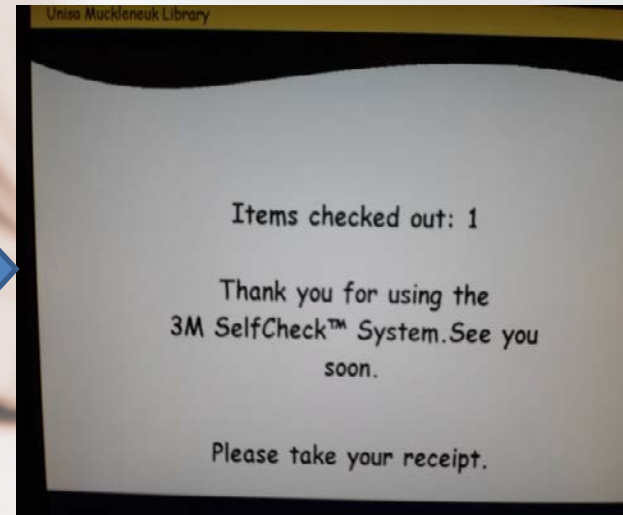 Unisa Muckleneuk Library
Items checked out: 1
Thank you for using the
3M SelfCheck™ System.See you
soon.
Please take your receipt.